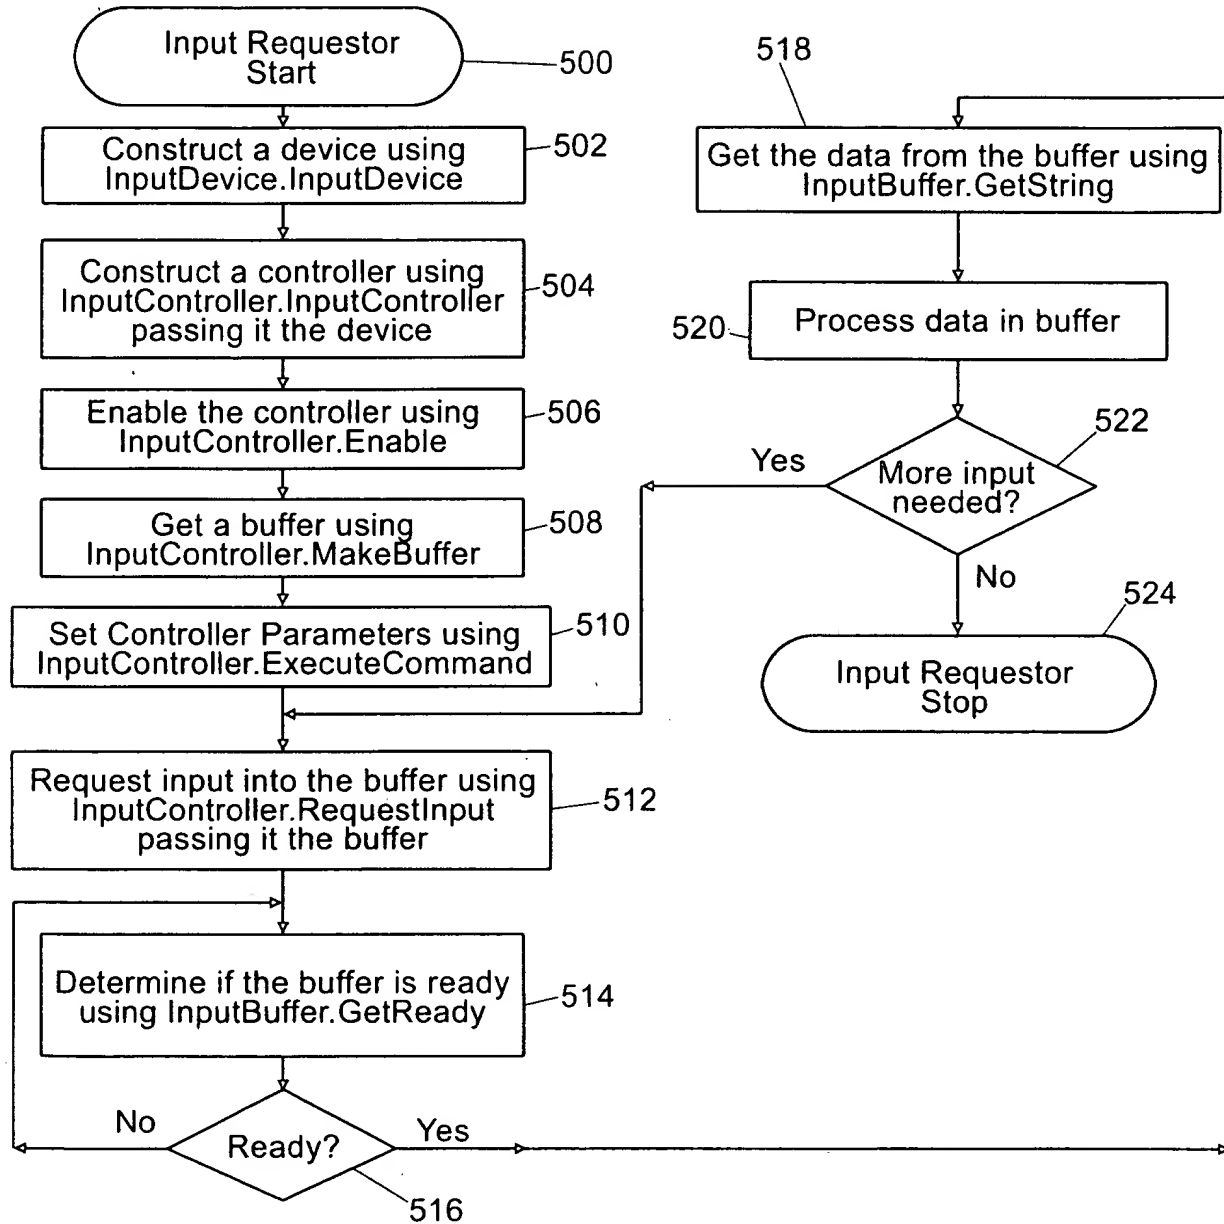 Input Requestor
Start
500
Construct a device using
InputDevice.InputDevice
502
Construct a controller using
InputController.InputController
passing it the device
504
Enable the controller using
InputController.Enable
506
Get a buffer using
InputController.MakeBuffer
508
Set Controller Parameters using
InputController.ExecuteCommand
510
Request input into the buffer using
InputController.RequestInput
passing it the buffer
512
Determine if the buffer is ready
using InputBuffer.GetReady
514
No
Ready?
Yes
516
518
Get the data from the buffer using
InputBuffer.GetString
520
Process data in buffer
522
Yes
More input
needed?
No
524
Input Requestor
Stop